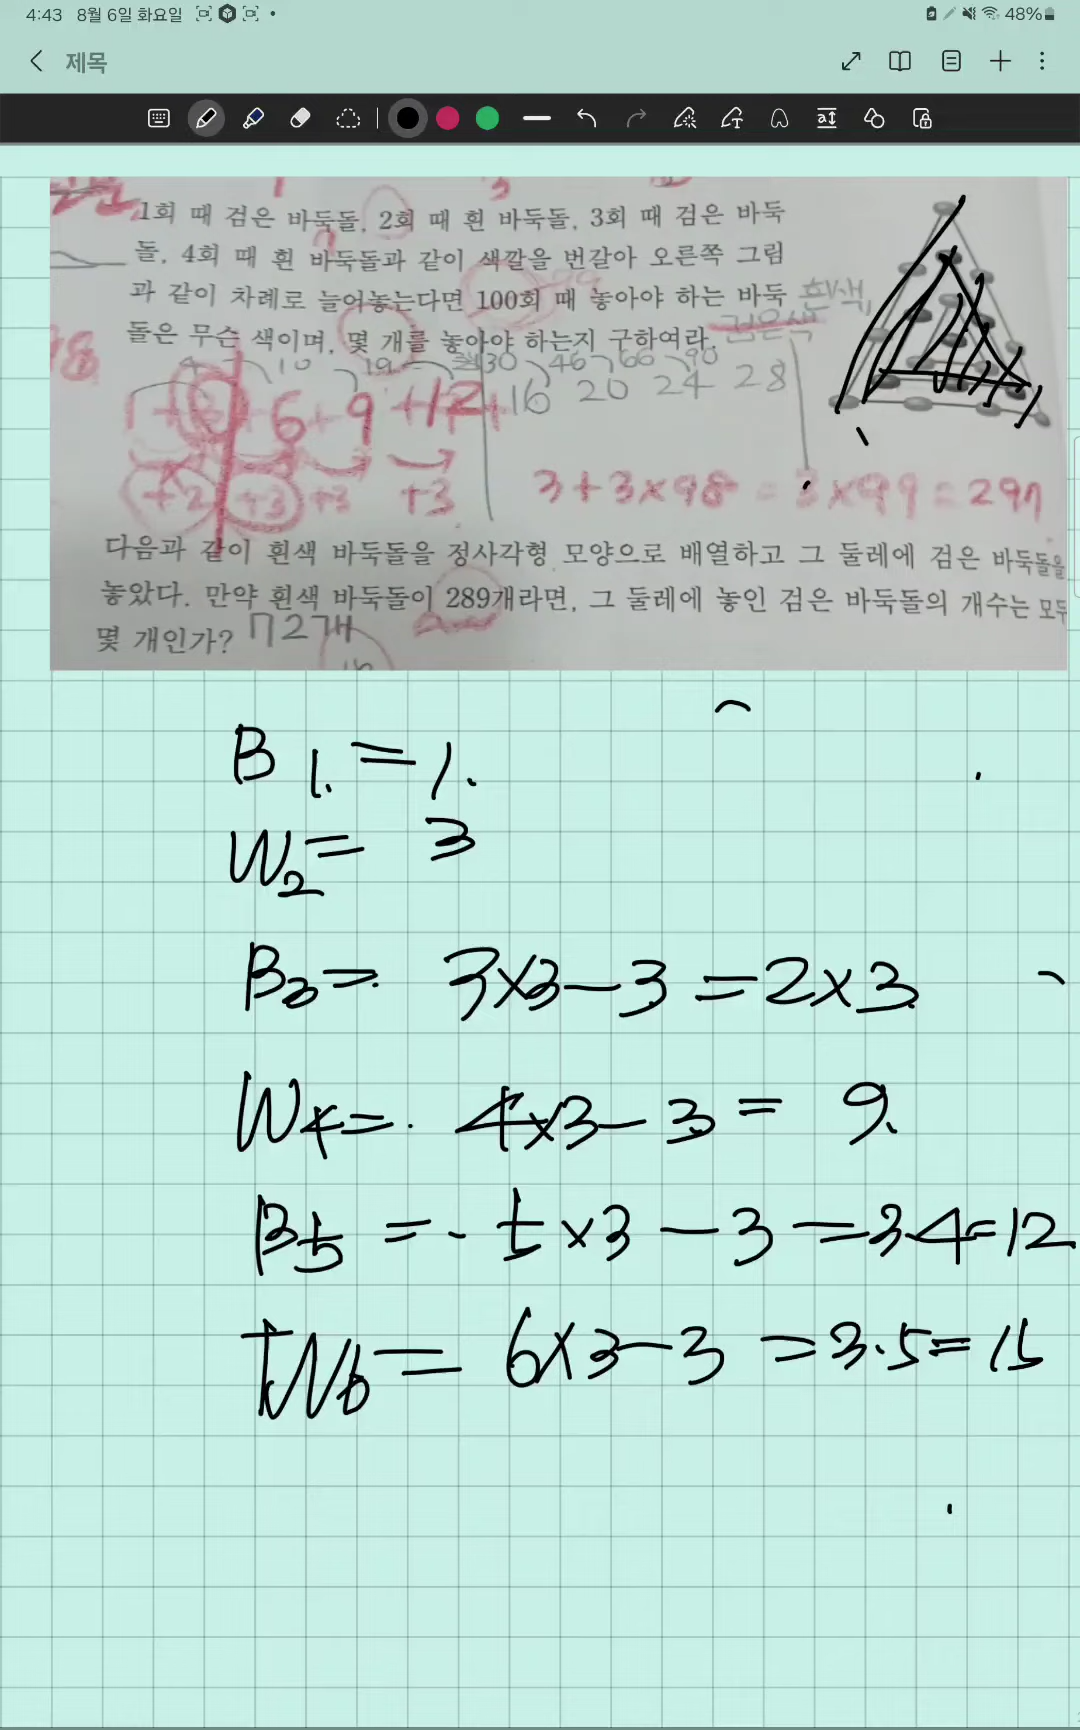 4:43 8월 6일 화요일
48%
제목
1회 때 검은 바둑돌, 2회 때 흰 바둑돌, 3회 때 검은 바둑
돌, 4회 때 흰 바둑돌과 같이 색깔을 번갈아 오른쪽 그림
과 같이 차례로 늘어놓는다면 100회 때 놓아야 하는 바둑 흰색,
돌은 무슨 색이며, 몇 개를 놓아야 하는지 구하여라. 검은색
4 10 19 30 46 66 90
+6+9+12+16 20 24 28
+2 +3 +3 +3 3+3×98=3×99=297
다음과 같이 흰색 바둑돌을 정사각형 모양으로 배열하고 그 둘레에 검은 바둑돌을
놓았다. 만약 흰색 바둑돌이 289개라면, 그 둘레에 놓인 검은 바둑돌의 개수는 모두
몇 개인가? 72개
B1.=1.
W2= 3
B3=. 3×3-3=2×3
W4=. 4×3-3= 9.
B5=- 5×3-3=3·4=12
W6= 6×3-3=3·5=15